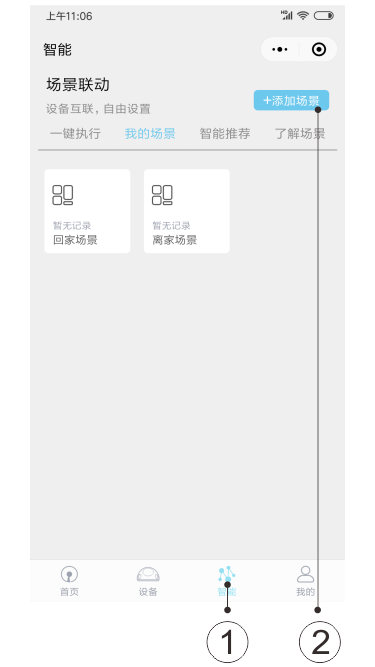 上午11:06
HD
智能
场景联动
+添加场景
设备互联，自由设置
一键执行 我的场景 智能推荐 了解场景
暂无记录 暂无记录
回家场景 离家场景
首页 设备 智能 我的
1 2